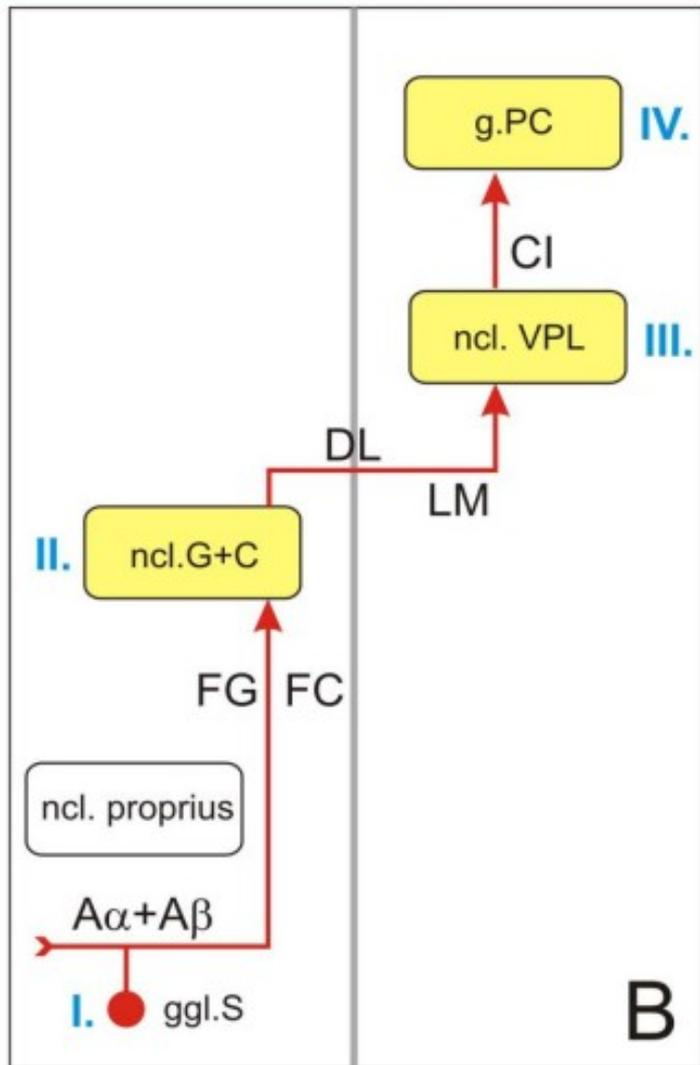 g.PC IV.
CI
ncl. VPL III.
DL
LM
II. ncl.G+C
FG FC
ncl. proprius
Aα+Aβ
I. ggl.S
B